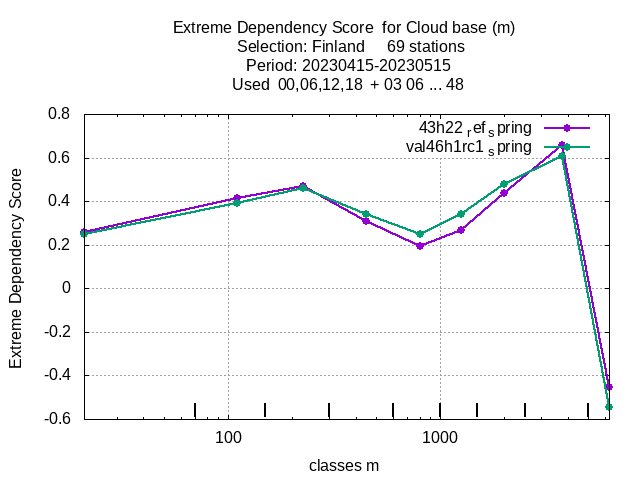 Extreme Dependency Score  for Cloud base (m)
Selection: Finland     69 stations
Period: 20230415-20230515
Used  00,06,12,18  + 03 06 ... 48
43h22 ref spring
val46h1rc1 spring
Extreme Dependency Score
0.8
0.6
0.4
0.2
0
-0.2
-0.4
-0.6
100 1000
classes m